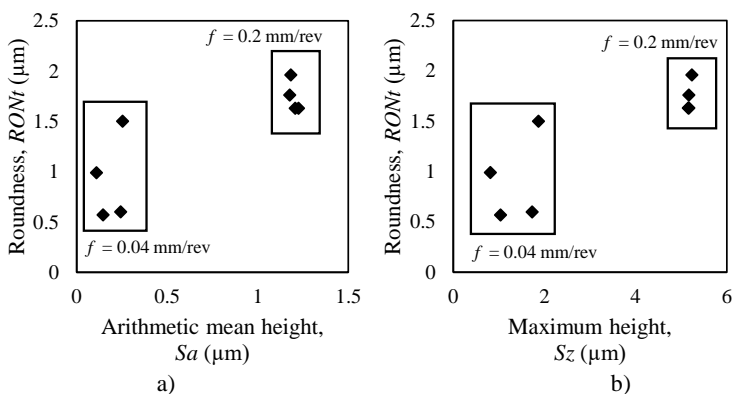 2.5
2
1.5
1
0.5
0
Roundness, RONt (µm)
f = 0.2 mm/rev
f = 0.04 mm/rev
0 0.5 1 1.5
Arithmetic mean height,
Sa (µm)
a)
2.5
2
1.5
1
0.5
0
Roundness, RONt (µm)
f = 0.2 mm/rev
f = 0.04 mm/rev
0 2 4 6
Maximum height,
Sz (µm)
b)